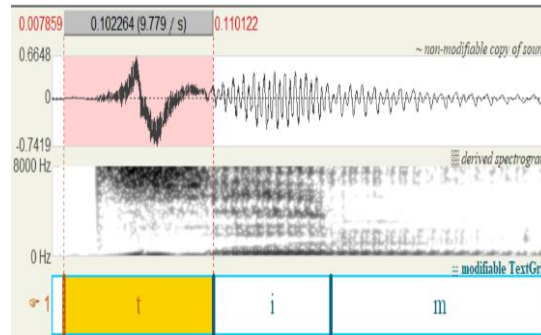 0.007859 0.102264 (9.779 / s) 0.110122
0.6648
~ non-modifiable copy of soun
0
-0.7419
8000 Hz
derived spectrogra
0 Hz
modifiable TextGr
☞ 1 t i m